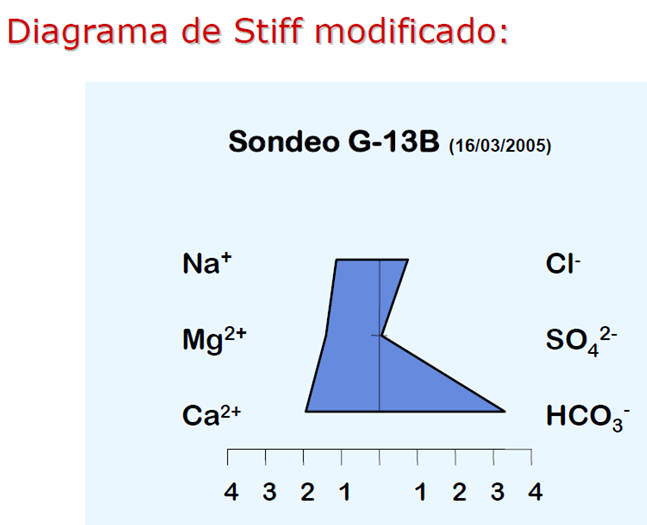 Diagrama de Stiff modificado:
Sondeo G-13B (16/03/2005)
Na⁺ Cl⁻
Mg²⁺ SO₄²⁻
Ca²⁺ HCO₃⁻
4 3 2 1 1 2 3 4